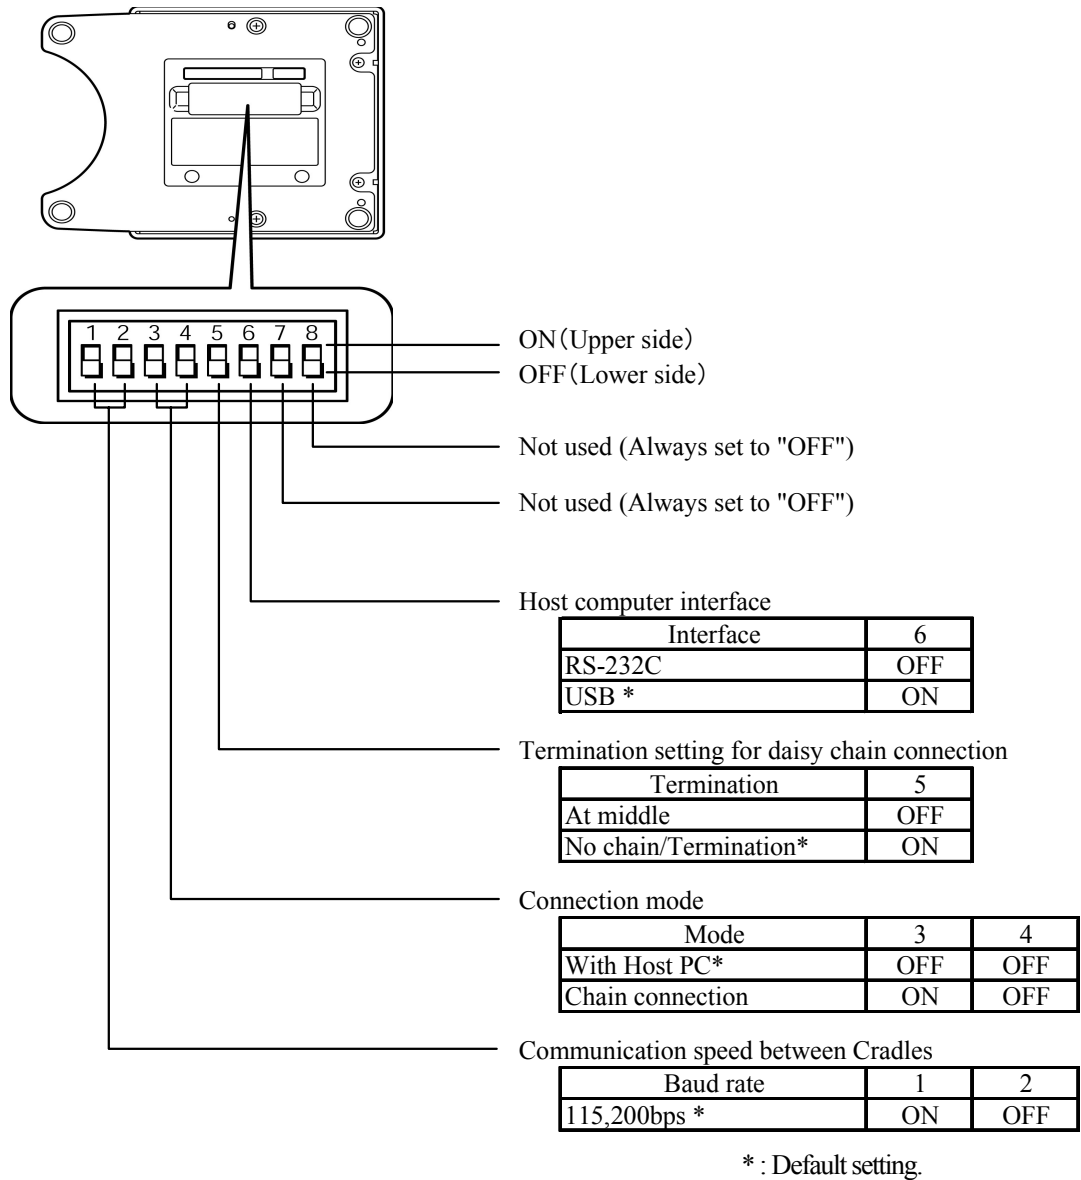 1 2 3 4 5 6 7 8
ON(Upper side)
OFF(Lower side)
Not used (Always set to "OFF")
Not used (Always set to "OFF")
Host computer interface
Interface 6
RS-232C OFF
USB * ON
Termination setting for daisy chain connection
Termination 5
At middle OFF
No chain/Termination* ON
Connection mode
Mode 3 4
With Host PC* OFF OFF
Chain connection ON OFF
Communication speed between Cradles
Baud rate 1 2
115,200bps * ON OFF
* : Default setting.